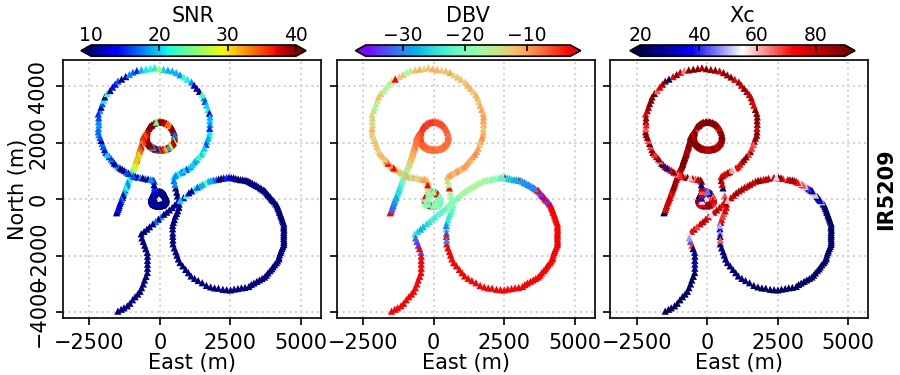 SNR
10 20 30 40
DBV
−30 −20 −10
Xc
20 40 60 80
North (m)
4000
2000
0
−2000
−4000
−2500 0 2500 5000
East (m)
−2500 0 2500 5000
East (m)
−2500 0 2500 5000
East (m)
IR5209